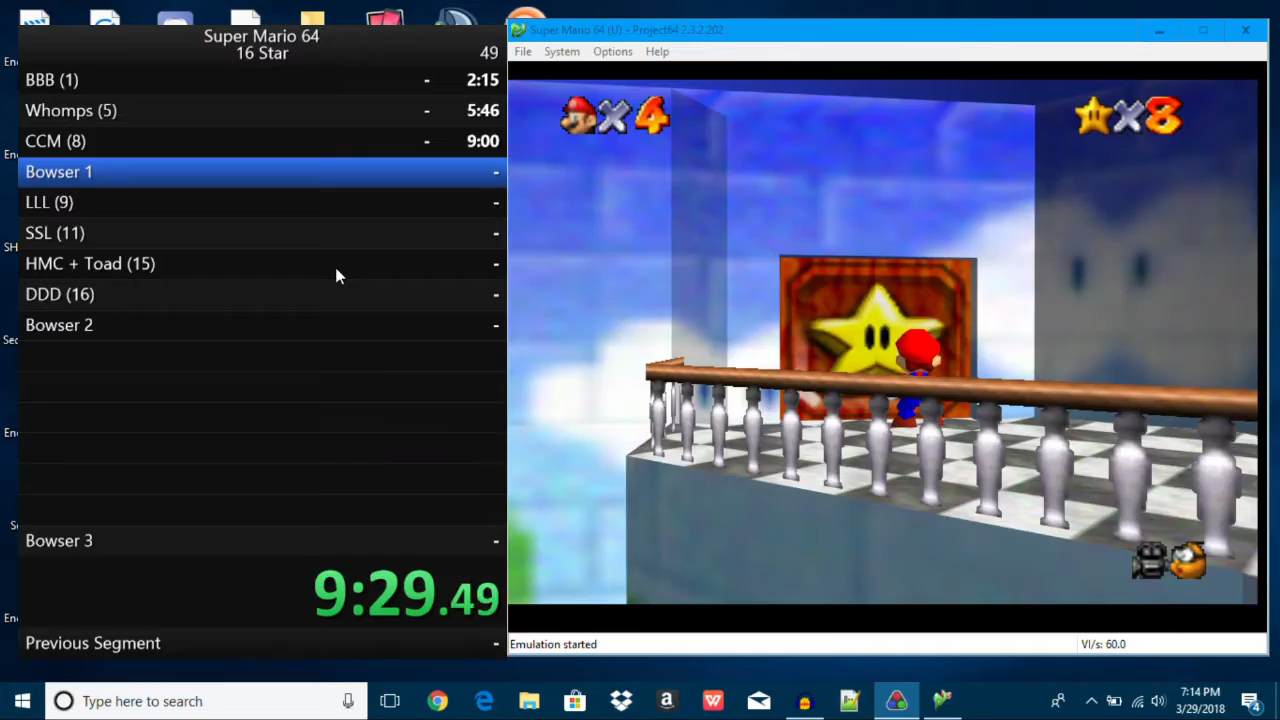 Super Mario 64
16 Star
49
BBB (1) - 2:15
Whomps (5) - 5:46
CCM (8) - 9:00
Bowser 1 -
LLL (9) -
SSL (11) -
HMC + Toad (15) -
DDD (16) -
Bowser 2 -
Bowser 3 -
9:29.49
Previous Segment -
Super Mario 64 (U) - Project64 2.3.2.202
File System Options Help
×4
×8
Emulation started
VI/s: 60.0
Type here to search
7:14 PM
3/29/2018
4